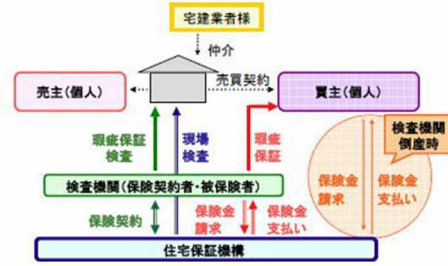 宅建業者様
仲介
売買契約
売主(個人)
買主(個人)
瑕疵保証
検査
現場
検査
瑕疵
保証
検査機関
倒産時
検査機関(保険契約者・被保険者)
保険金
請求
保険金
支払い
保険契約
保険金
請求
保険金
支払い
住宅保証機構